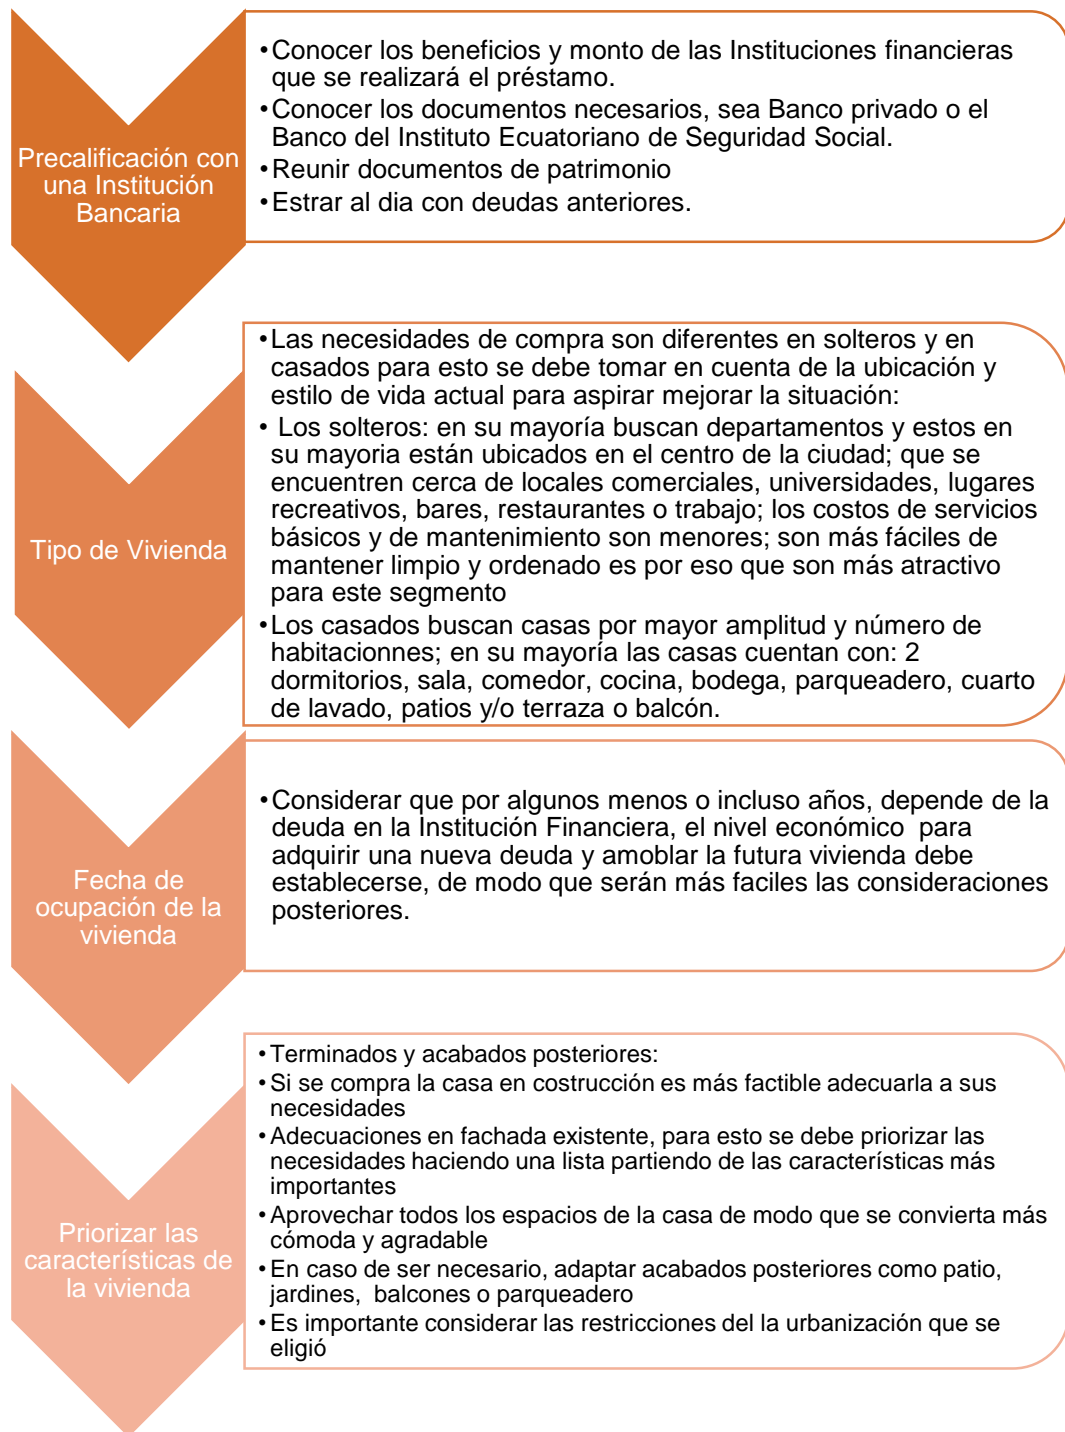 Precalificación con
una Institución
Bancaria
•Conocer los beneficios y monto de las Instituciones financieras
que se realizará el préstamo.
•Conocer los documentos necesarios, sea Banco privado o el
Banco del Instituto Ecuatoriano de Seguridad Social.
•Reunir documentos de patrimonio
•Estrar al dia con deudas anteriores.
Tipo de Vivienda
•Las necesidades de compra son diferentes en solteros y en
casados para esto se debe tomar en cuenta de la ubicación y
estilo de vida actual para aspirar mejorar la situación:
• Los solteros: en su mayoría buscan departamentos y estos en
su mayoria están ubicados en el centro de la ciudad; que se
encuentren cerca de locales comerciales, universidades, lugares
recreativos, bares, restaurantes o trabajo; los costos de servicios
básicos y de mantenimiento son menores; son más fáciles de
mantener limpio y ordenado es por eso que son más atractivo
para este segmento
•Los casados buscan casas por mayor amplitud y número de
habitacionnes; en su mayoría las casas cuentan con: 2
dormitorios, sala, comedor, cocina, bodega, parqueadero, cuarto
de lavado, patios y/o terraza o balcón.
Fecha de
ocupación de la
vivienda
•Considerar que por algunos menos o incluso años, depende de la
deuda en la Institución Financiera, el nivel económico para
adquirir una nueva deuda y amoblar la futura vivienda debe
establecerse, de modo que serán más faciles las consideraciones
posteriores.
Priorizar las
características de
la vivienda
•Terminados y acabados posteriores:
•Si se compra la casa en costrucción es más factible adecuarla a sus
necesidades
•Adecuaciones en fachada existente, para esto se debe priorizar las
necesidades haciendo una lista partiendo de las características más
importantes
•Aprovechar todos los espacios de la casa de modo que se convierta más
cómoda y agradable
•En caso de ser necesario, adaptar acabados posteriores como patio,
jardines, balcones o parqueadero
•Es importante considerar las restricciones del la urbanización que se
eligió